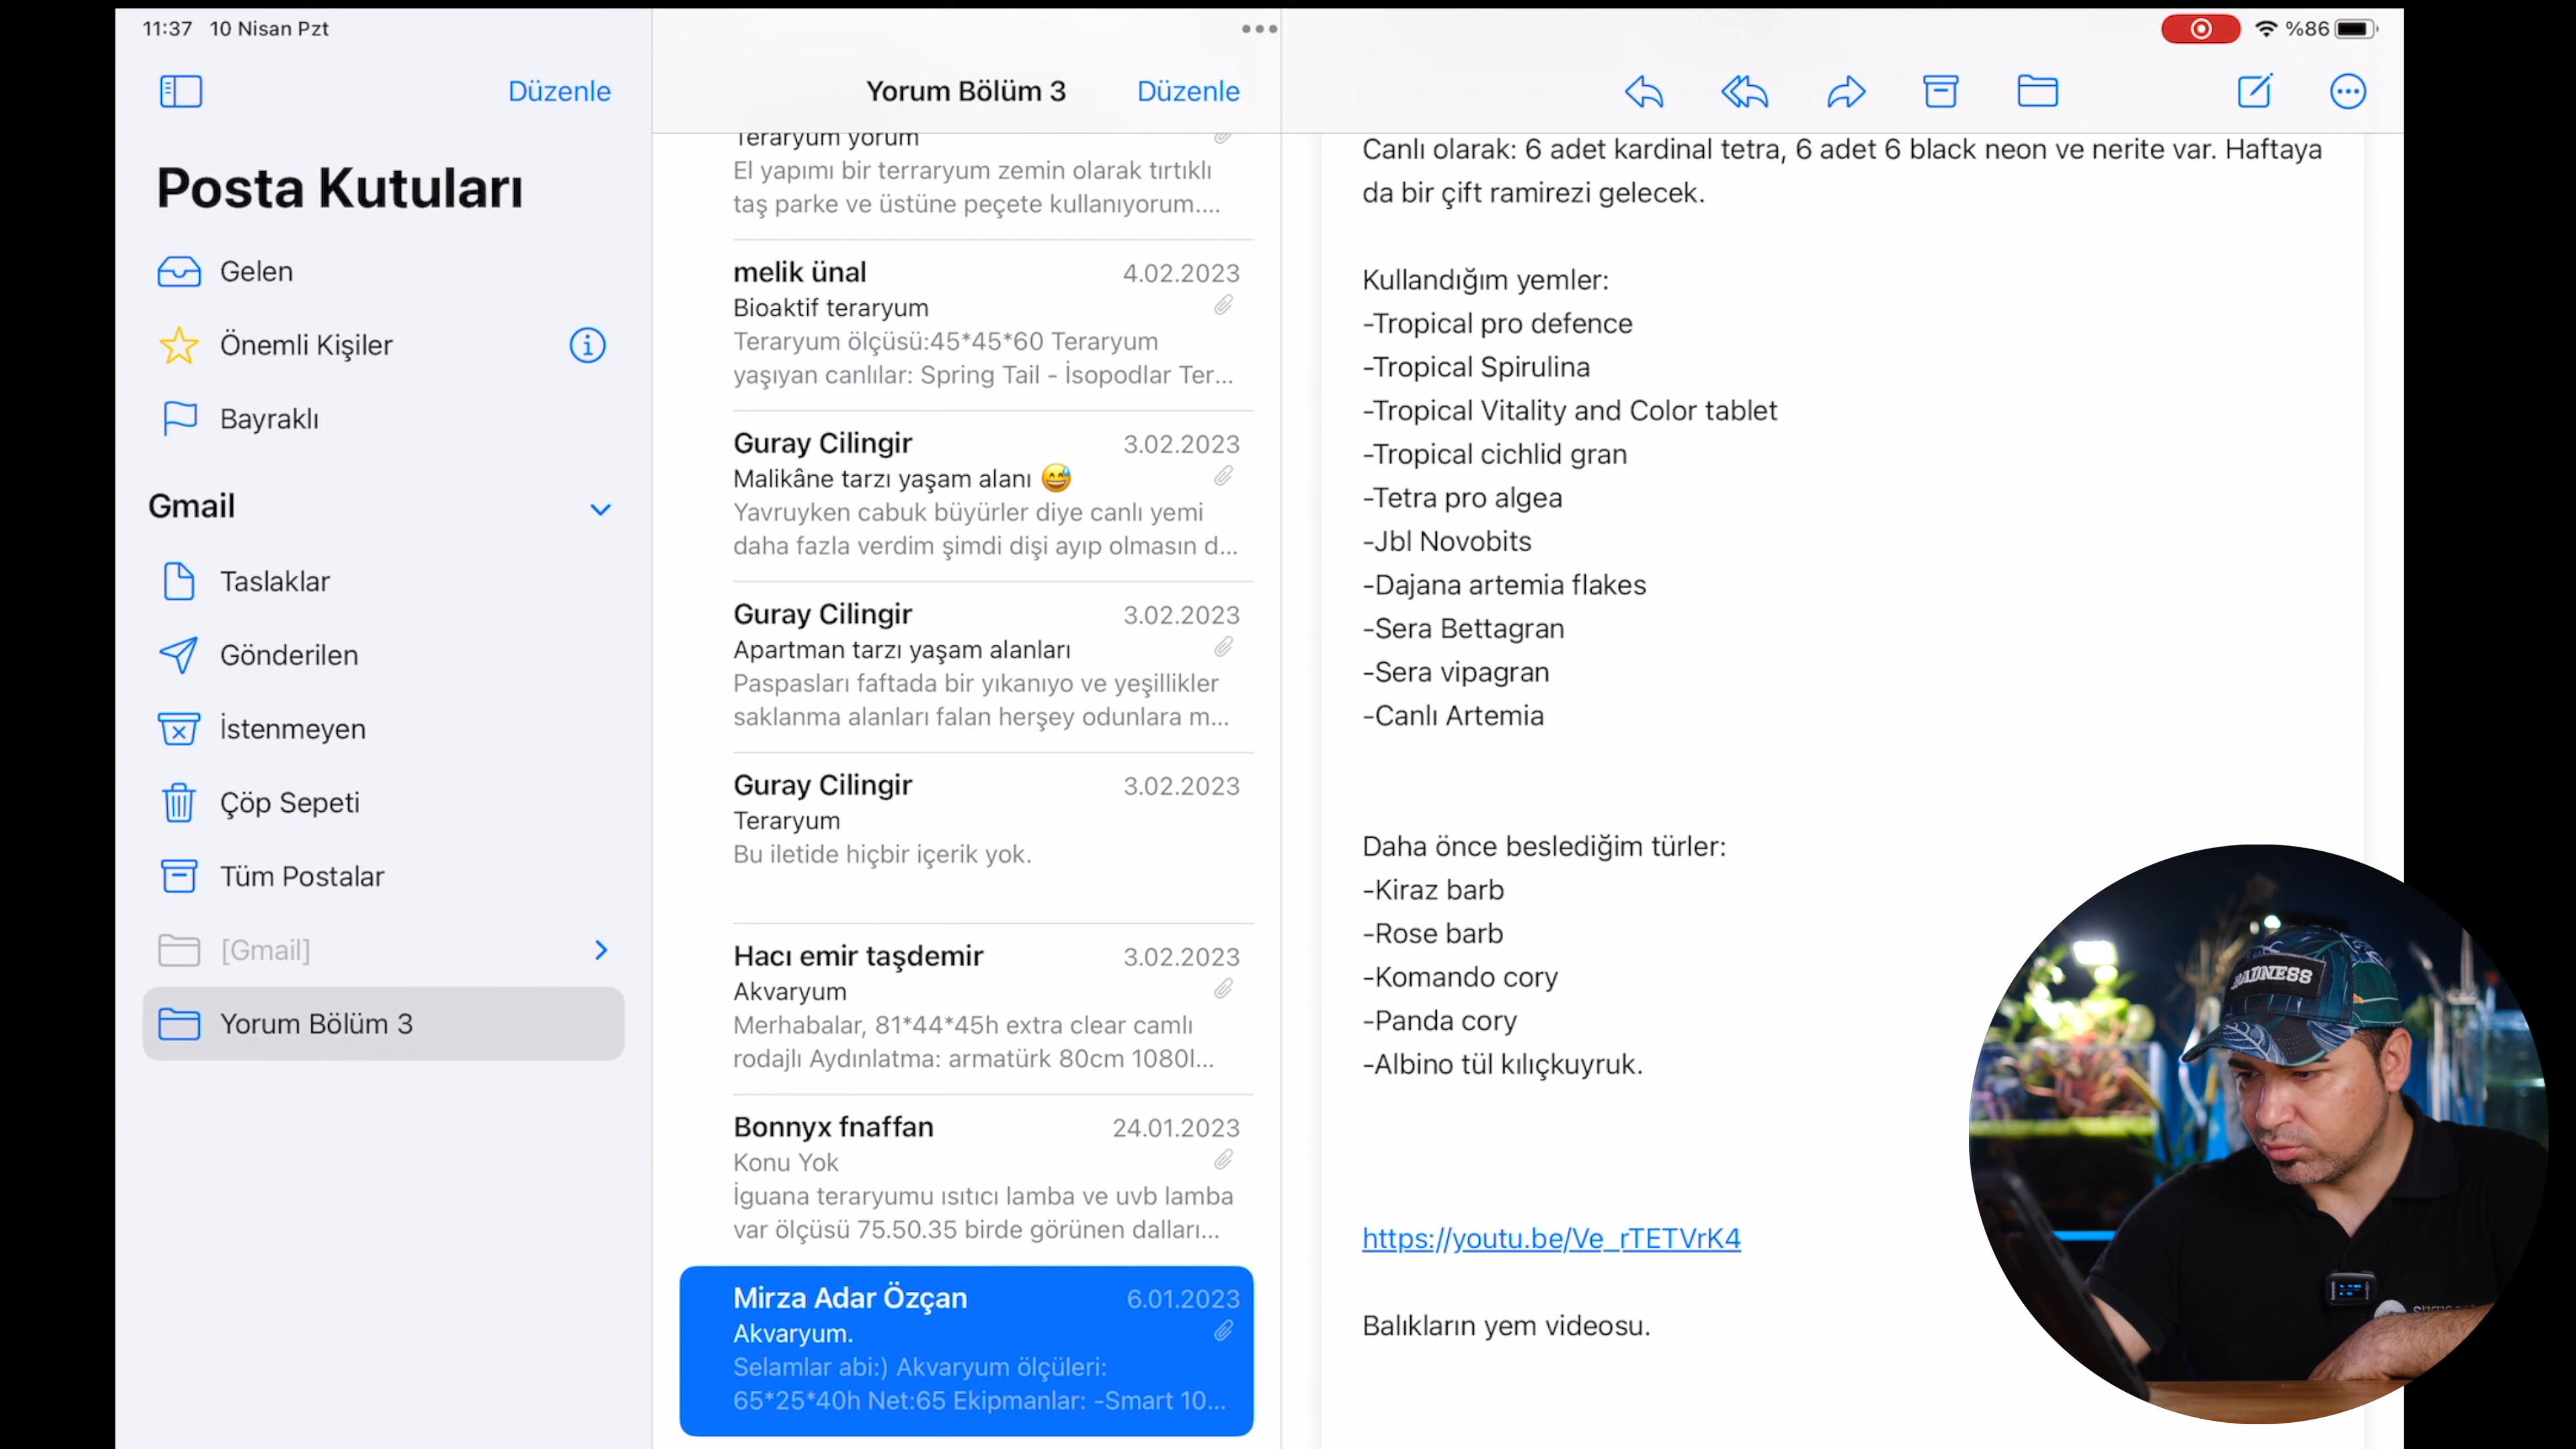 11:37 10 Nisan Pzt
%86
Düzenle
Posta Kutuları
Gelen
Önemli Kişiler
Bayraklı
Gmail
Taslaklar
Gönderilen
İstenmeyen
Çöp Sepeti
Tüm Postalar
[Gmail]
Yorum Bölüm 3
Yorum Bölüm 3
Düzenle
Teraryum yorum
El yapımı bir terraryum zemin olarak tırtıklı
taş parke ve üstüne peçete kullanıyorum....
melik ünal 4.02.2023
Bioaktif teraryum
Teraryum ölçüsü:45*45*60 Teraryum
yaşıyan canlılar: Spring Tail - İsopodlar Ter...
Guray Cilingir 3.02.2023
Malikâne tarzı yaşam alanı 😅
Yavruyken cabuk büyürler diye canlı yemi
daha fazla verdim şimdi dişi ayıp olmasın d...
Guray Cilingir 3.02.2023
Apartman tarzı yaşam alanları
Paspasları faftada bir yıkanıyo ve yeşillikler
saklanma alanları falan herşey odunlara m...
Guray Cilingir 3.02.2023
Teraryum
Bu iletide hiçbir içerik yok.
Hacı emir taşdemir 3.02.2023
Akvaryum
Merhabalar, 81*44*45h extra clear camlı
rodajlı Aydınlatma: armatürk 80cm 1080l...
Bonnyx fnaffan 24.01.2023
Konu Yok
İguana teraryumu ısıtıcı lamba ve uvb lamba
var ölçüsü 75.50.35 birde görünen dalları...
Mirza Adar Özçan 6.01.2023
Akvaryum.
Selamlar abi:) Akvaryum ölçüleri:
65*25*40h Net:65 Ekipmanlar: -Smart 10...
Canlı olarak: 6 adet kardinal tetra, 6 adet 6 black neon ve nerite var. Haftaya
da bir çift ramirezi gelecek.
Kullandığım yemler:
-Tropical pro defence
-Tropical Spirulina
-Tropical Vitality and Color tablet
-Tropical cichlid gran
-Tetra pro algea
-Jbl Novobits
-Dajana artemia flakes
-Sera Bettagran
-Sera vipagran
-Canlı Artemia
Daha önce beslediğim türler:
-Kiraz barb
-Rose barb
-Komando cory
-Panda cory
-Albino tül kılıçkuyruk.
https://youtu.be/Ve_rTETVrK4
Balıkların yem videosu.